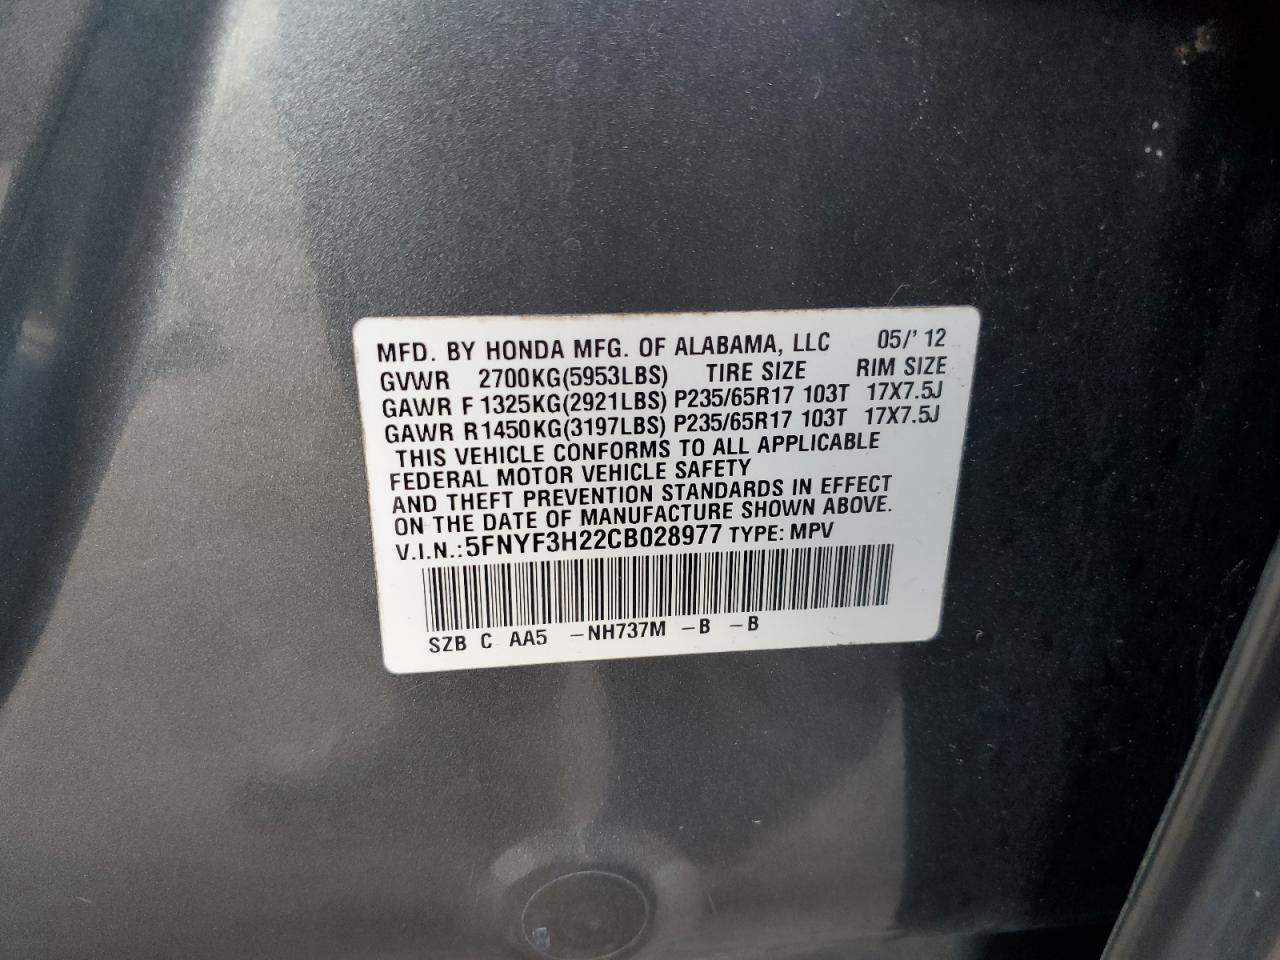 MFD. BY HONDA MFG. OF ALABAMA, LLC 05/'12
GVWR 2700KG(5953LBS) TIRE SIZE RIM SIZE
GAWR F 1325KG(2921LBS) P235/65R17 103T 17X7.5J
GAWR R1450KG(3197LBS) P235/65R17 103T 17X7.5J
THIS VEHICLE CONFORMS TO ALL APPLICABLE
FEDERAL MOTOR VEHICLE SAFETY
AND THEFT PREVENTION STANDARDS IN EFFECT
ON THE DATE OF MANUFACTURE SHOWN ABOVE.
V.I.N.:5FNYF3H22CB028977 TYPE: MPV
SZB C AA5 -NH737M -B -B